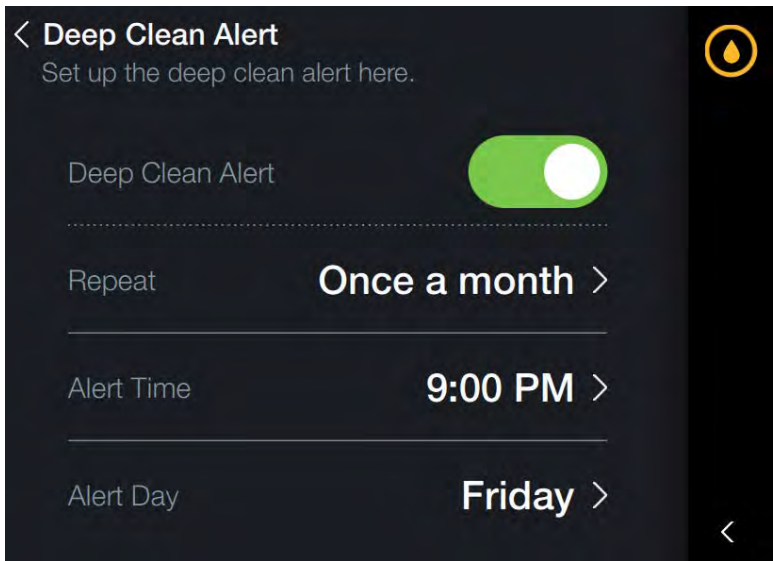 Deep Clean Alert
Set up the deep clean alert here.
Deep Clean Alert
Repeat Once a month
Alert Time 9:00 PM
Alert Day Friday